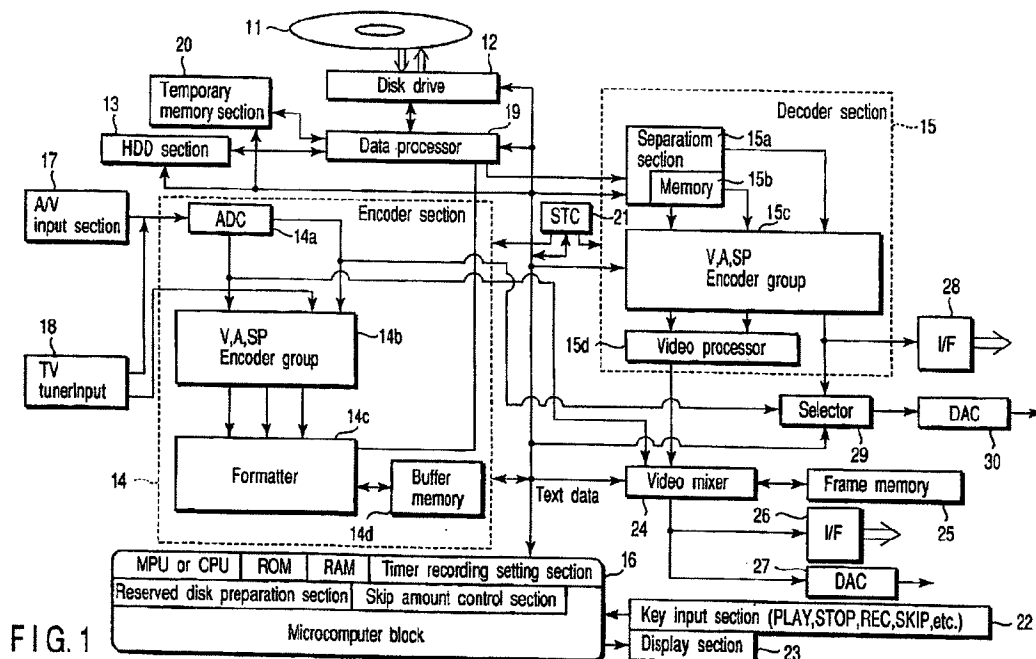 11
20
12
Temporary
memory section
Disk drive
13
19
HDD section
Data processor
Decoder section
15
15a
Separatiom
section
Memory
15b
17
A/V
input section
ADC
14a
Encoder section
STC
21
15c
V,A,SP
Encoder group
18
TV
tunerInput
V,A,SP
Encoder group
14b
15d
Video processor
28
I/F
14c
Selector
29
DAC
30
Formatter
14
Buffer
memory
14d
Text data
Video mixer
24
Frame memory
25
26
I/F
27
DAC
MPU or CPU
ROM
RAM
Timer recording setting section
16
Reserved disk preparation section
Skip amount control section
Microcomputer block
Key input section (PLAY,STOP,REC,SKIP,etc.)
22
Display section
23
FIG.1